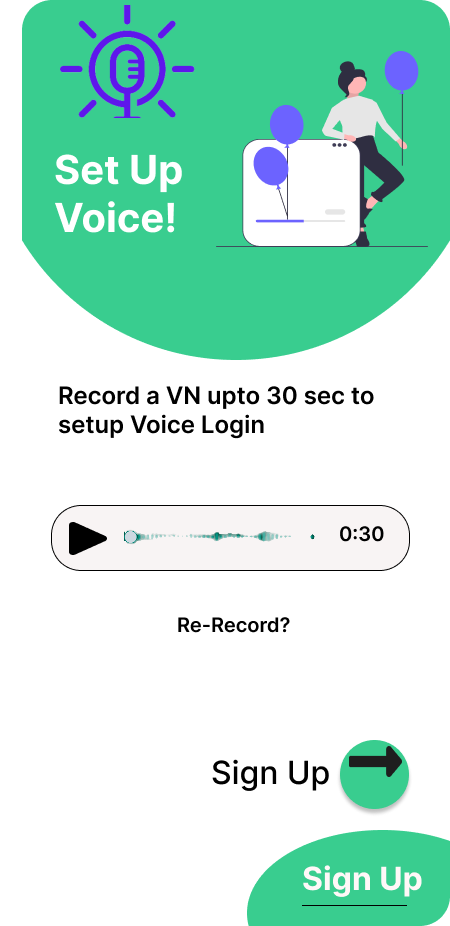 Set Up
Voice!
Record a VN upto 30 sec to
setup Voice Login
0:30
Re-Record?
Sign Up
Sign Up